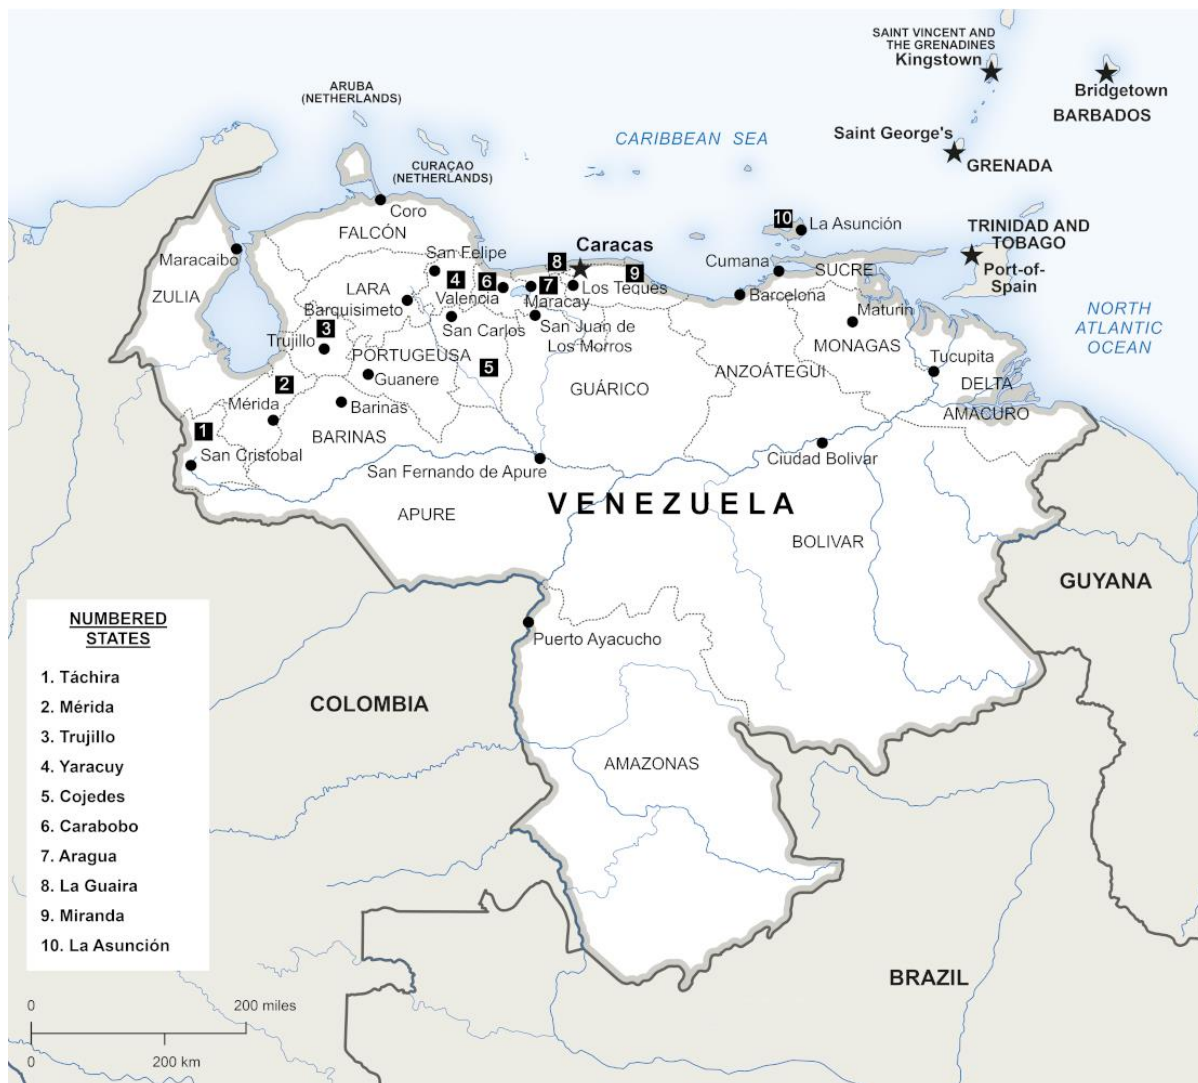 SAINT VINCENT AND
THE GRENADINES
Kingstown
Bridgetown
BARBADOS
ARUBA
(NETHERLANDS)
CARIBBEAN SEA
Saint George's
GRENADA
CURAÇAO
(NETHERLANDS)
Coro
FALCÓN
10
La Asunción
TRINIDAD AND
TOBAGO
Port-of-
Spain
Maracaibo
San Felipe
Caracas
8
9
Cumana
SUCRE
ZULIA
LARA
4
6
7
Los Teques
Valencia
Maracay
Barcelona
Barquisimeto
Maturin
NORTH
ATLANTIC
OCEAN
3
Trujillo
San Carlos
San Juan de
Los Morros
MONAGAS
PORTUGEUSA
5
Tucupita
2
Guanere
GUÁRICO
ANZOÁTEGUI
DELTA
AMACURO
Mérida
Barinas
1
BARINAS
San Cristobal
San Fernando de Apure
Ciudad Bolivar
VENEZUELA
APURE
BOLIVAR
GUYANA
Puerto Ayacucho
COLOMBIA
AMAZONAS
BRAZIL
NUMBERED
STATES
1. Táchira
2. Mérida
3. Trujillo
4. Yaracuy
5. Cojedes
6. Carabobo
7. Aragua
8. La Guaira
9. Miranda
10. La Asunción
0 200 miles
0 200 km